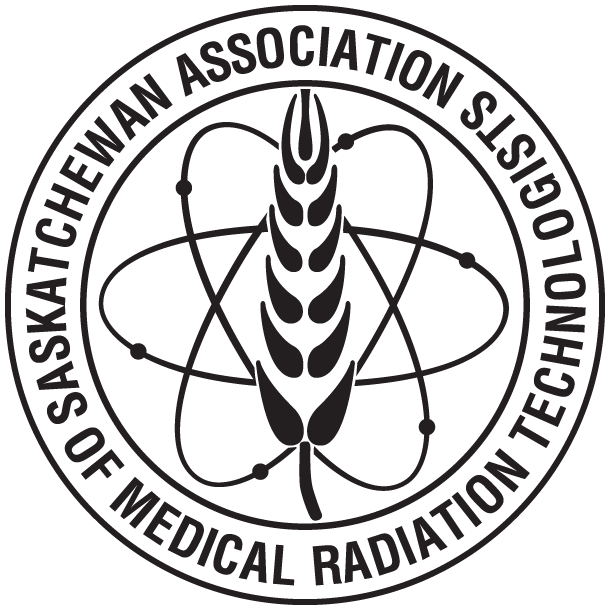 SASKATCHEWAN ASSOCIATION OF MEDICAL RADIATION TECHNOLOGISTS